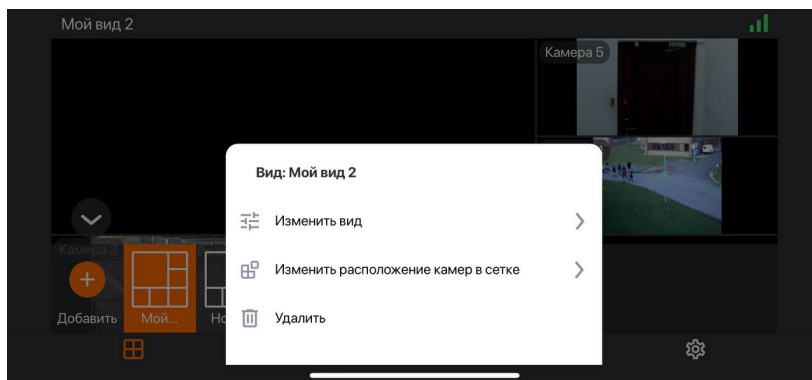 Мой вид 2
Камера 5
Вид: Мой вид 2
Изменить вид
Камера 3
Изменить расположение камер в сетке
Добавить
Мой...
Но
Удалить